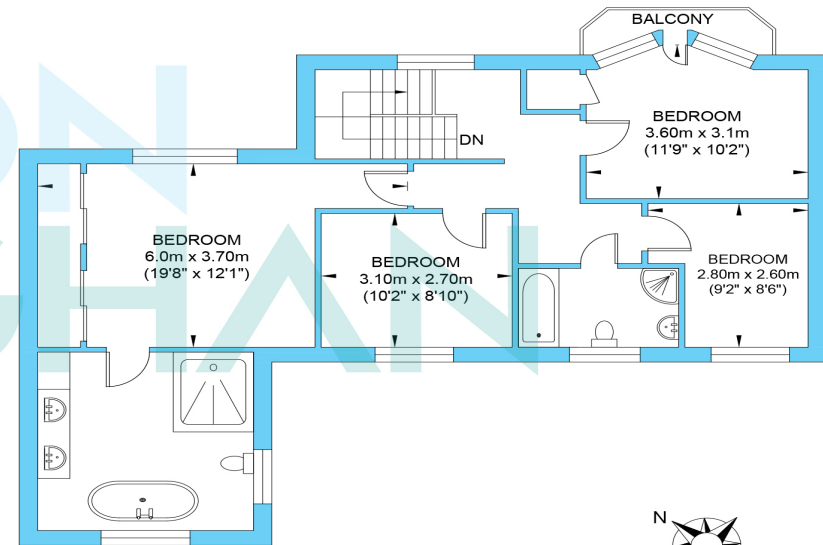 BALCONY
BEDROOM
3.60m x 3.1m
(11'9" x 10'2")
DN
BEDROOM
6.0m x 3.70m
(19'8" x 12'1")
BEDROOM
3.10m x 2.70m
(10'2" x 8'10")
BEDROOM
2.80m x 2.60m
(9'2" x 8'6")
N